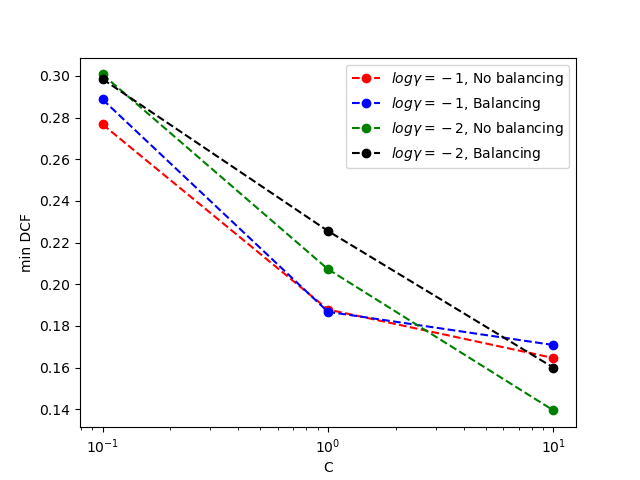 0.30
0.28
0.26
0.24
0.22
0.20
0.18
0.16
0.14
min DCF
10⁻¹
10⁰
10¹
C
logγ = −1, No balancing
logγ = −1, Balancing
logγ = −2, No balancing
logγ = −2, Balancing